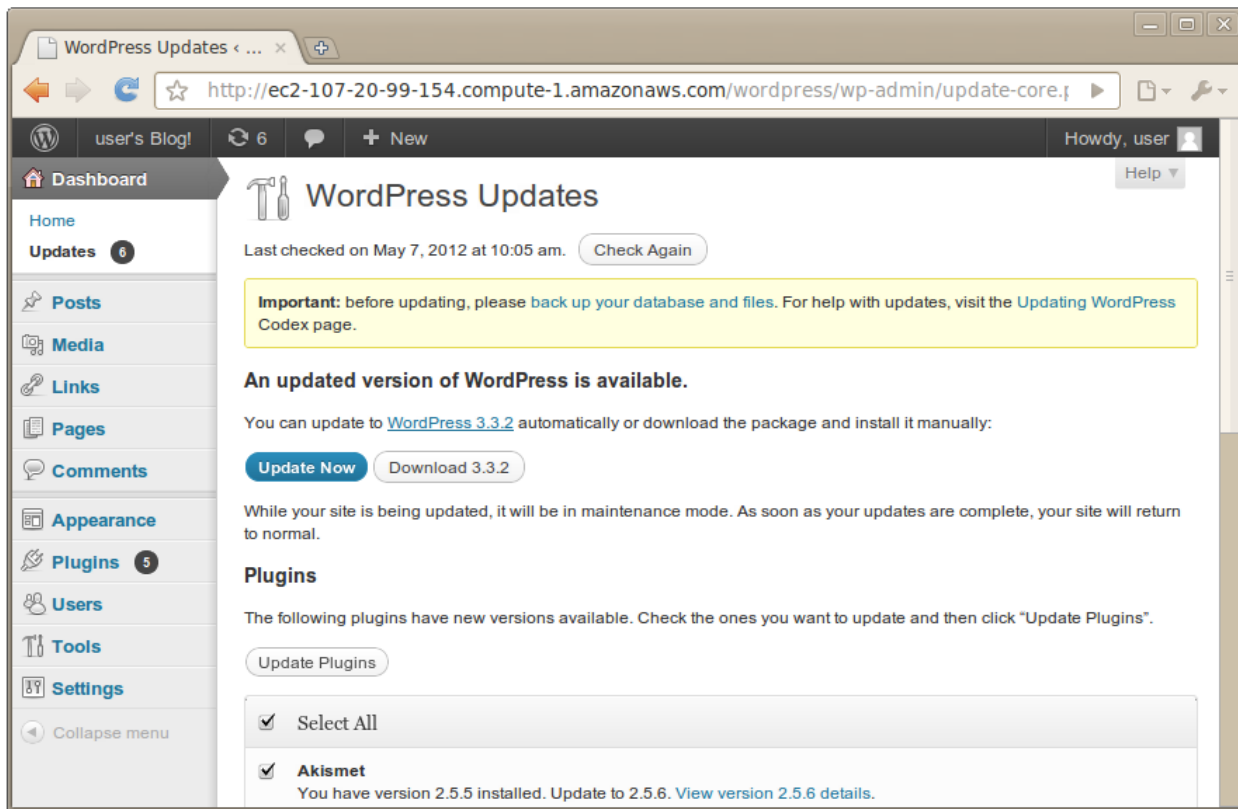 WordPress Updates ‹ ...
http://ec2-107-20-99-154.compute-1.amazonaws.com/wordpress/wp-admin/update-core.p
user's Blog!
6
New
Howdy, user
Help
Dashboard
Home
Updates 6
Posts
Media
Links
Pages
Comments
Appearance
Plugins 5
Users
Tools
Settings
Collapse menu
WordPress Updates
Last checked on May 7, 2012 at 10:05 am. Check Again
Important: before updating, please back up your database and files. For help with updates, visit the Updating WordPress
Codex page.
An updated version of WordPress is available.
You can update to WordPress 3.3.2 automatically or download the package and install it manually:
Update Now Download 3.3.2
While your site is being updated, it will be in maintenance mode. As soon as your updates are complete, your site will return
to normal.
Plugins
The following plugins have new versions available. Check the ones you want to update and then click “Update Plugins”.
Update Plugins
Select All
Akismet
You have version 2.5.5 installed. Update to 2.5.6. View version 2.5.6 details.